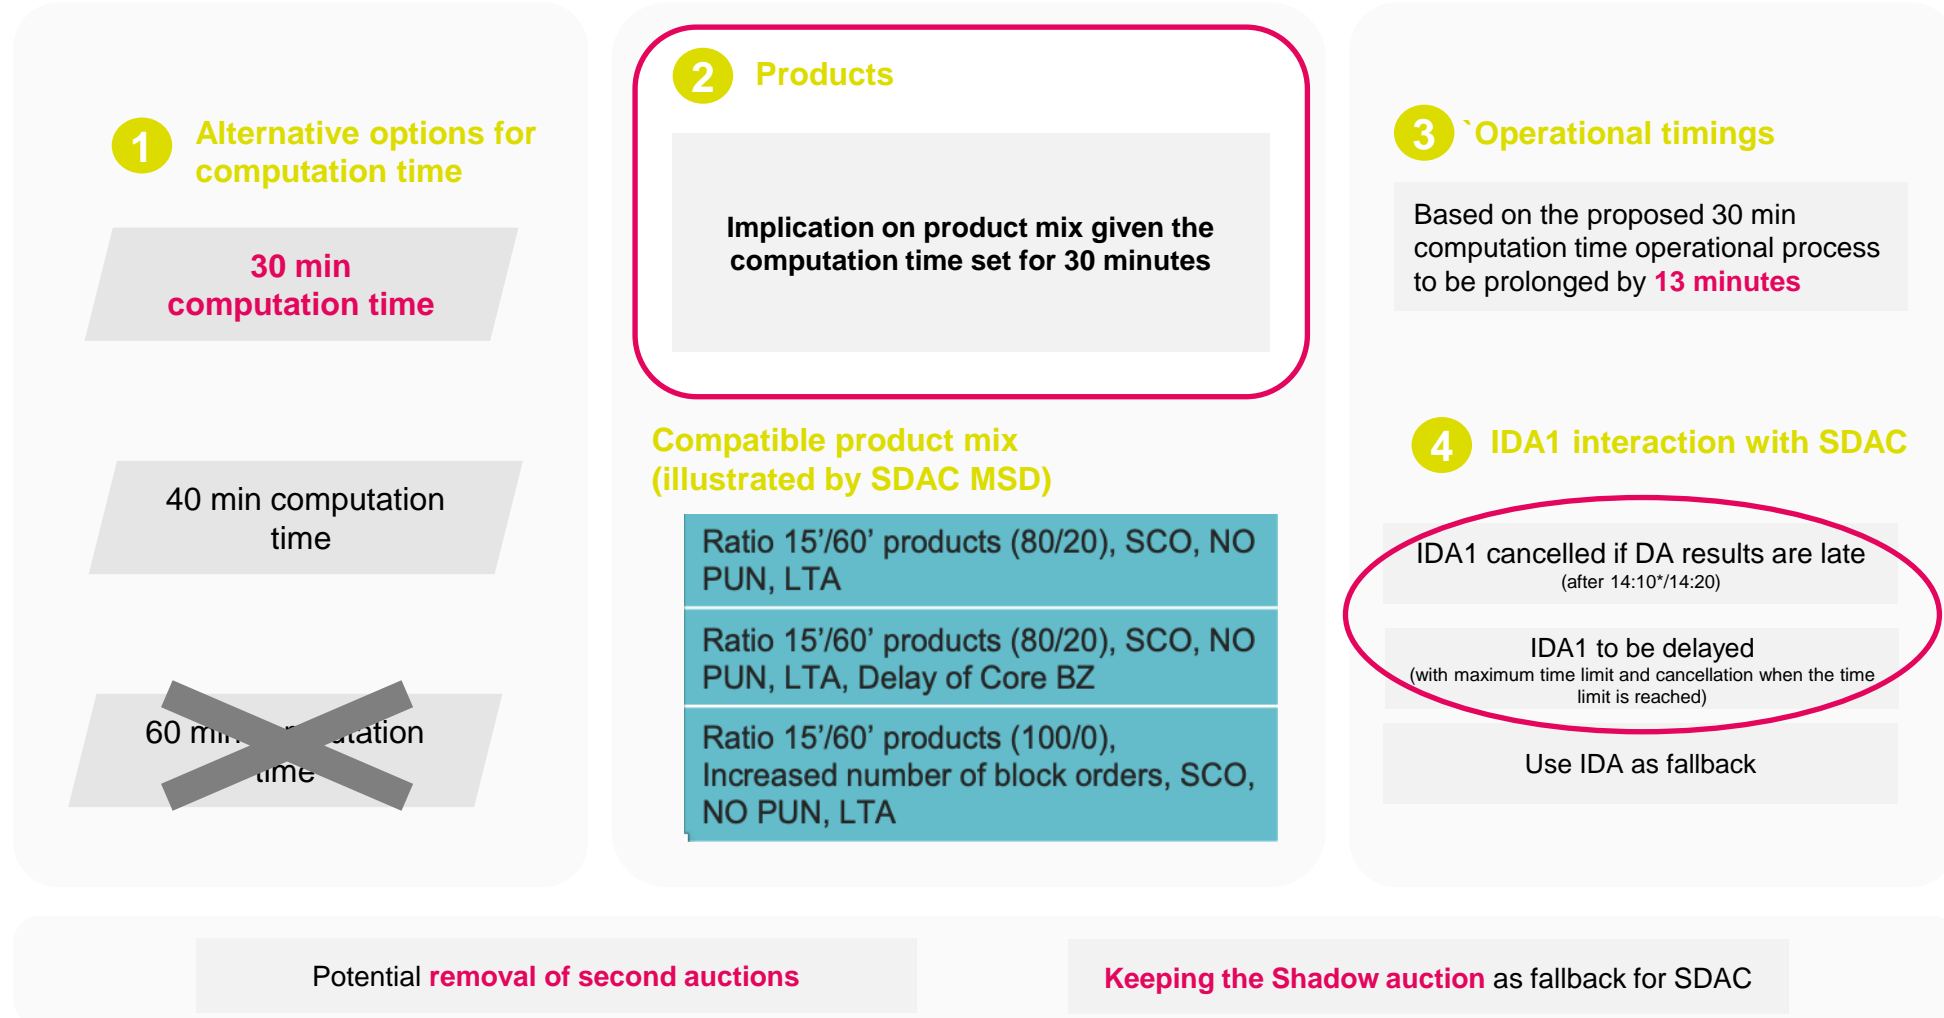 1
Alternative options for
computation time
30 min
computation time
40 min computation
time
60 min
time
2
Products
Implication on product mix given the
computation time set for 30 minutes
Compatible product mix
(illustrated by SDAC MSD)
Ratio 15’/60’ products (80/20), SCO, NO
PUN, LTA
Ratio 15’/60’ products (80/20), SCO, NO
PUN, LTA, Delay of Core BZ
Ratio 15’/60’ products (100/0),
Increased number of block orders, SCO,
NO PUN, LTA
3
`Operational timings
Based on the proposed 30 min
computation time operational process
to be prolonged by 13 minutes
4
IDA1 interaction with SDAC
IDA1 cancelled if DA results are late
(after 14:10*/14:20)
IDA1 to be delayed
(with maximum time limit and cancellation when the time
limit is reached)
Use IDA as fallback
Potential removal of second auctions
Keeping the Shadow auction as fallback for SDAC